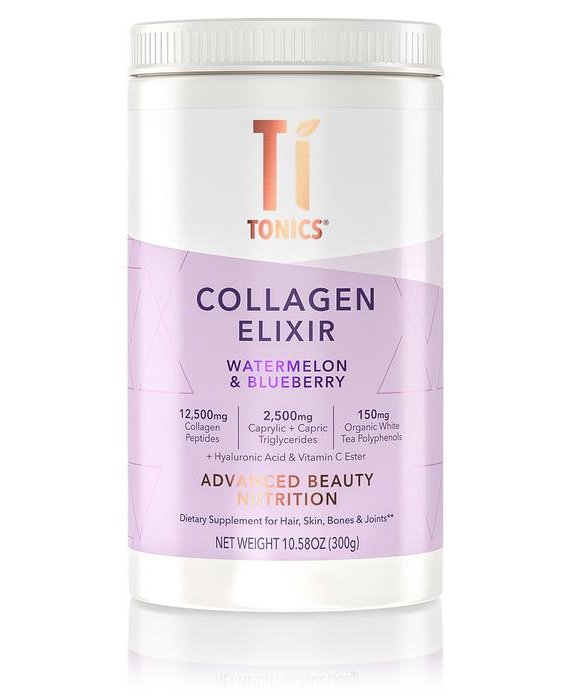 Ti
TONICS®
COLLAGEN
ELIXIR
WATERMELON
& BLUEBERRY
12,500mg
Collagen
Peptides
2,500mg
Caprylic + Capric
Triglycerides
150mg
Organic White
Tea Polyphenols
+ Hyaluronic Acid & Vitamin C Ester
ADVANCED BEAUTY
NUTRITION
Dietary Supplement for Hair, Skin, Bones & Joints**
NET WEIGHT 10.58OZ (300g)